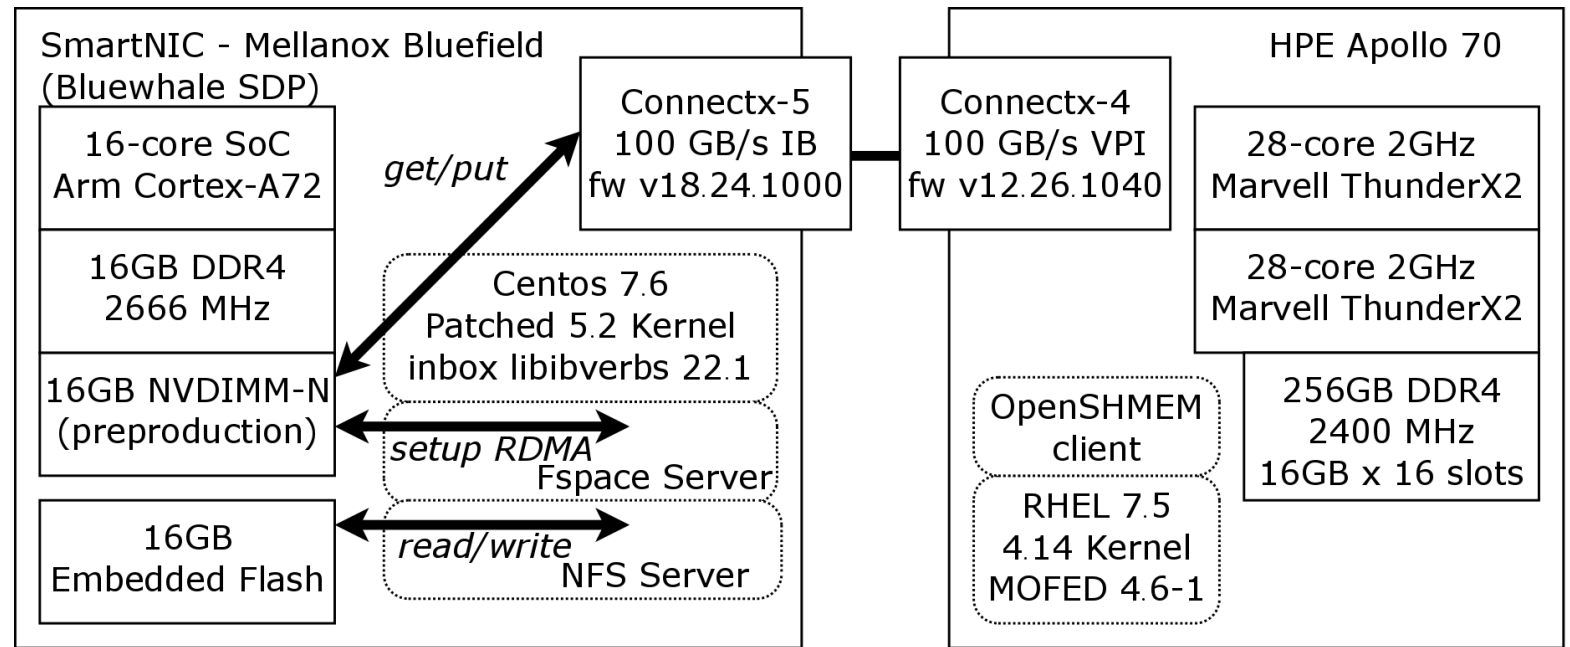 SmartNIC - Mellanox Bluefield
(Bluewhale SDP)
16-core SoC
Arm Cortex-A72
16GB DDR4
2666 MHz
16GB NVDIMM-N
(preproduction)
16GB
Embedded Flash
get/put
Connectx-5
100 GB/s IB
fw v18.24.1000
Centos 7.6
Patched 5.2 Kernel
inbox libibverbs 22.1
setup RDMA
Fspace Server
read/write
NFS Server
HPE Apollo 70
Connectx-4
100 GB/s VPI
fw v12.26.1040
28-core 2GHz
Marvell ThunderX2
28-core 2GHz
Marvell ThunderX2
256GB DDR4
2400 MHz
16GB x 16 slots
OpenSHMEM
client
RHEL 7.5
4.14 Kernel
MOFED 4.6-1